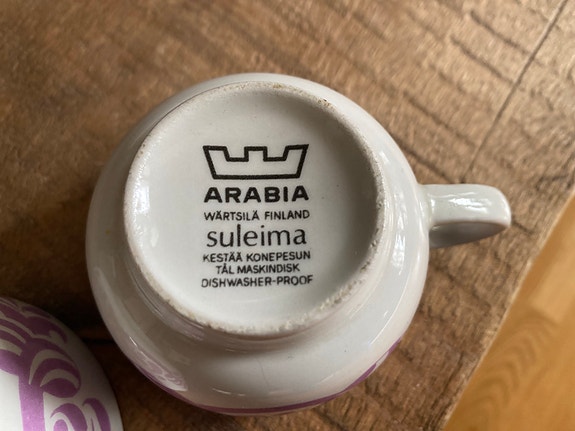 ARABIA
WÄRTSILÄ FINLAND
suleima
KESTÄÄ KONEPESUN
TÅL MASKINDISK
DISHWASHER-PROOF